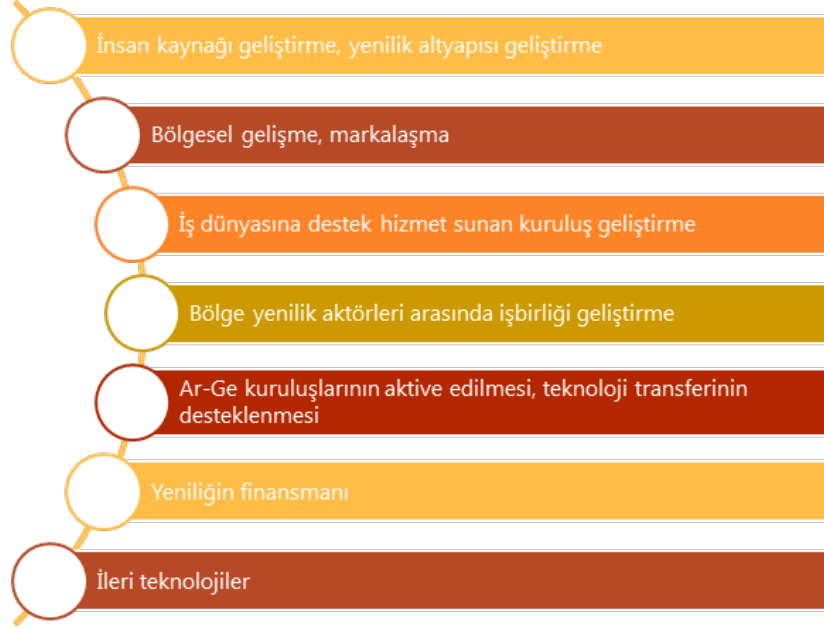 İnsan kaynağı geliştirme, yenilik altyapısı geliştirme
Bölgesel gelişme, markalaşma
İş dünyasına destek hizmet sunan kuruluş geliştirme
Bölge yenilik aktörleri arasında işbirliği geliştirme
Ar-Ge kuruluşlarının aktive edilmesi, teknoloji transferinin
desteklenmesi
Yeniliğin finansmanı
İleri teknolojiler